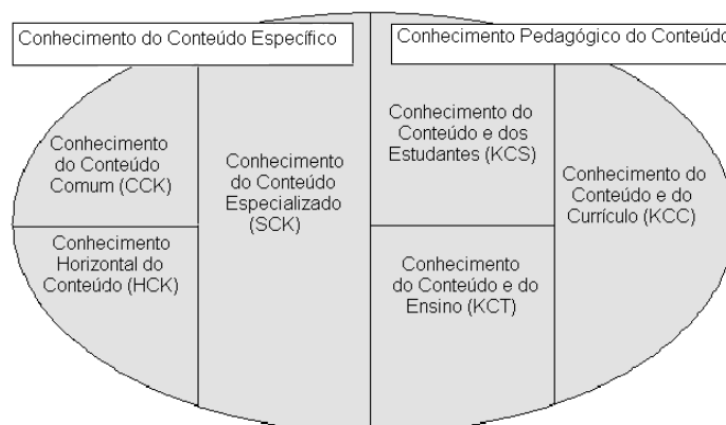 Conhecimento do Conteúdo Específico
Conhecimento Pedagógico do Conteúdo
Conhecimento
do Conteúdo
Comum (CCK)
Conhecimento
Horizontal do
Conteúdo (HCK)
Conhecimento
do Conteúdo
Especializado
(SCK)
Conhecimento do
Conteúdo e dos
Estudantes (KCS)
Conhecimento
do Conteúdo e do
Ensino (KCT)
Conhecimento do
Conteúdo e do
Currículo (KCC)